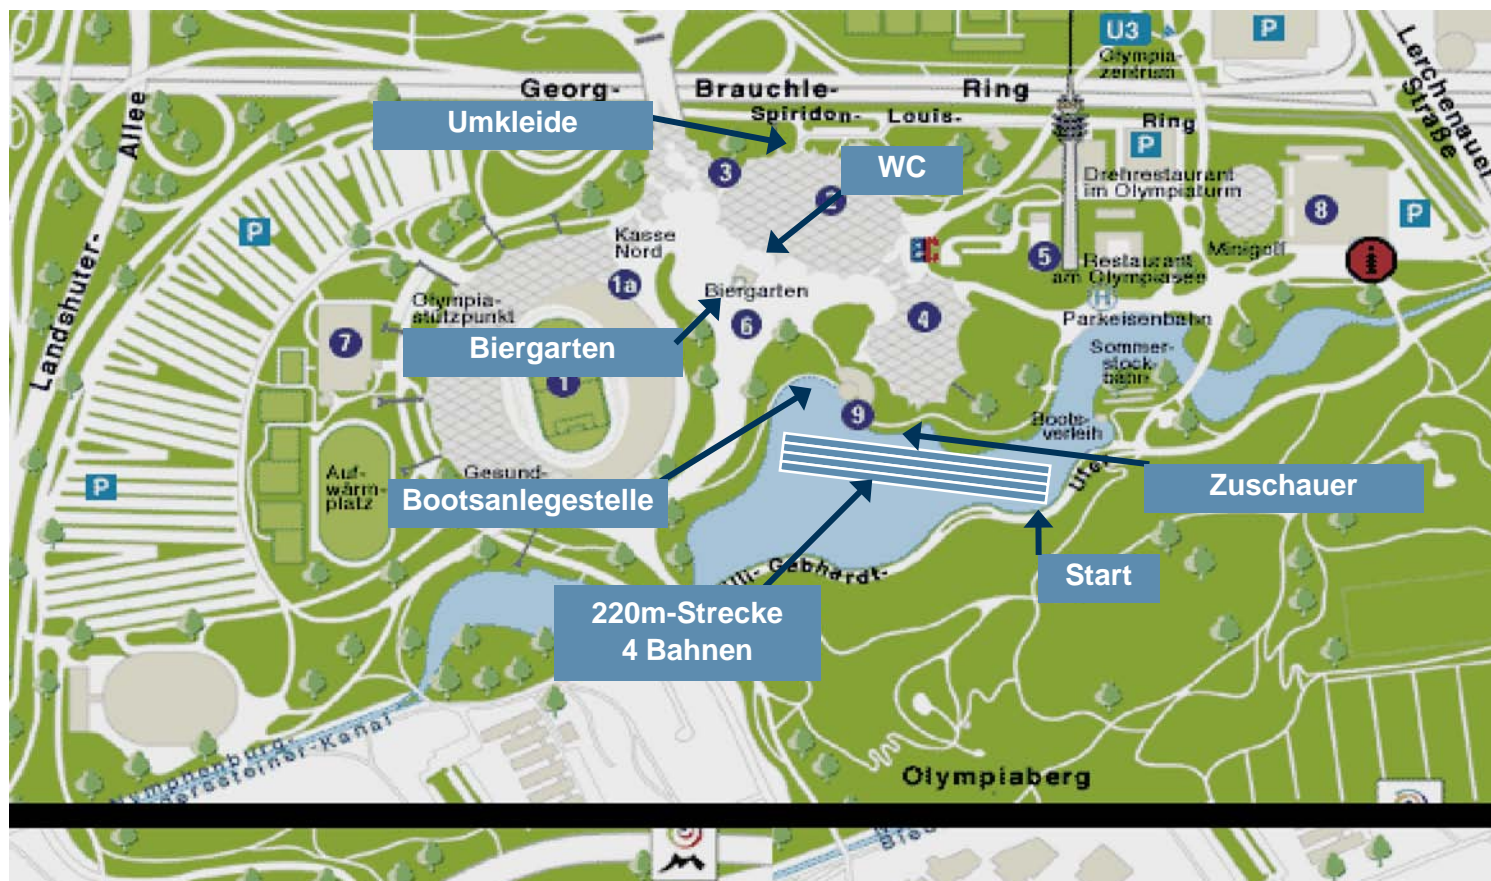 U3
P
Olympia-
zentrum
Lerchenauer
Straße
Georg-
Brauchle-
Ring
Umkleide
Spiridon-
Louis-
Ring
Allee
WC
P
3
2
Drehrestaurant
im Olympiaturm
8
P
P
Kasse
Nord
5
Minigolf
Restaurant
am Olympiasee
1a
Biergarten
H
Olympia-
stützpunkt
Parkeisenbahn
6
4
Landshuter-
7
Biergarten
Sommer-
stock-
bahn
1
9
Boots-
verleih
Auf-
wärm-
platz
Gesund-
P
Bootsanlegestelle
Ufer
Zuschauer
Gebhardt-
Start
220m-Strecke
4 Bahnen
Nymphenburg-
Kanal
Olympiaberg